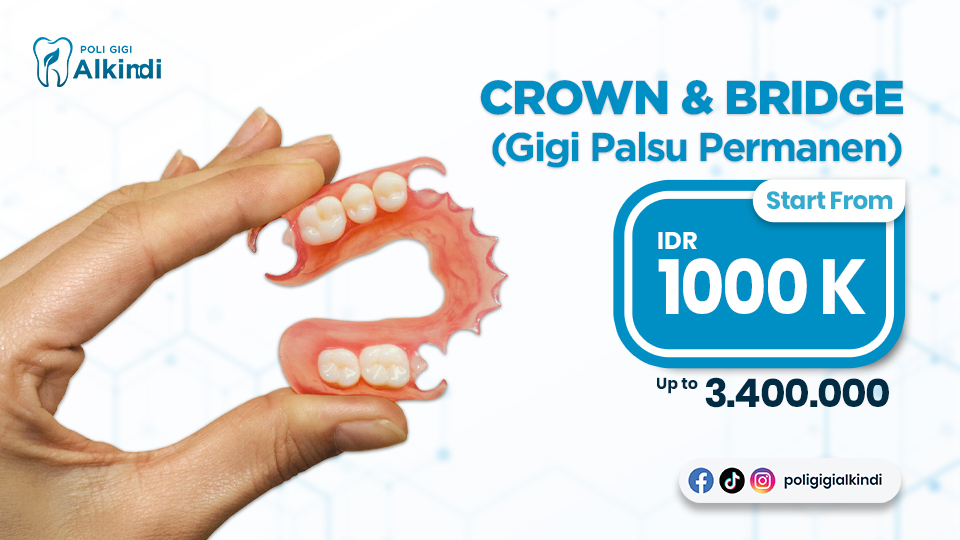 POLI GIGI
Alkindi
CROWN & BRIDGE
(Gigi Palsu Permanen)
Start From
IDR
1000 K
Up to 3.400.000
poligigialkindi